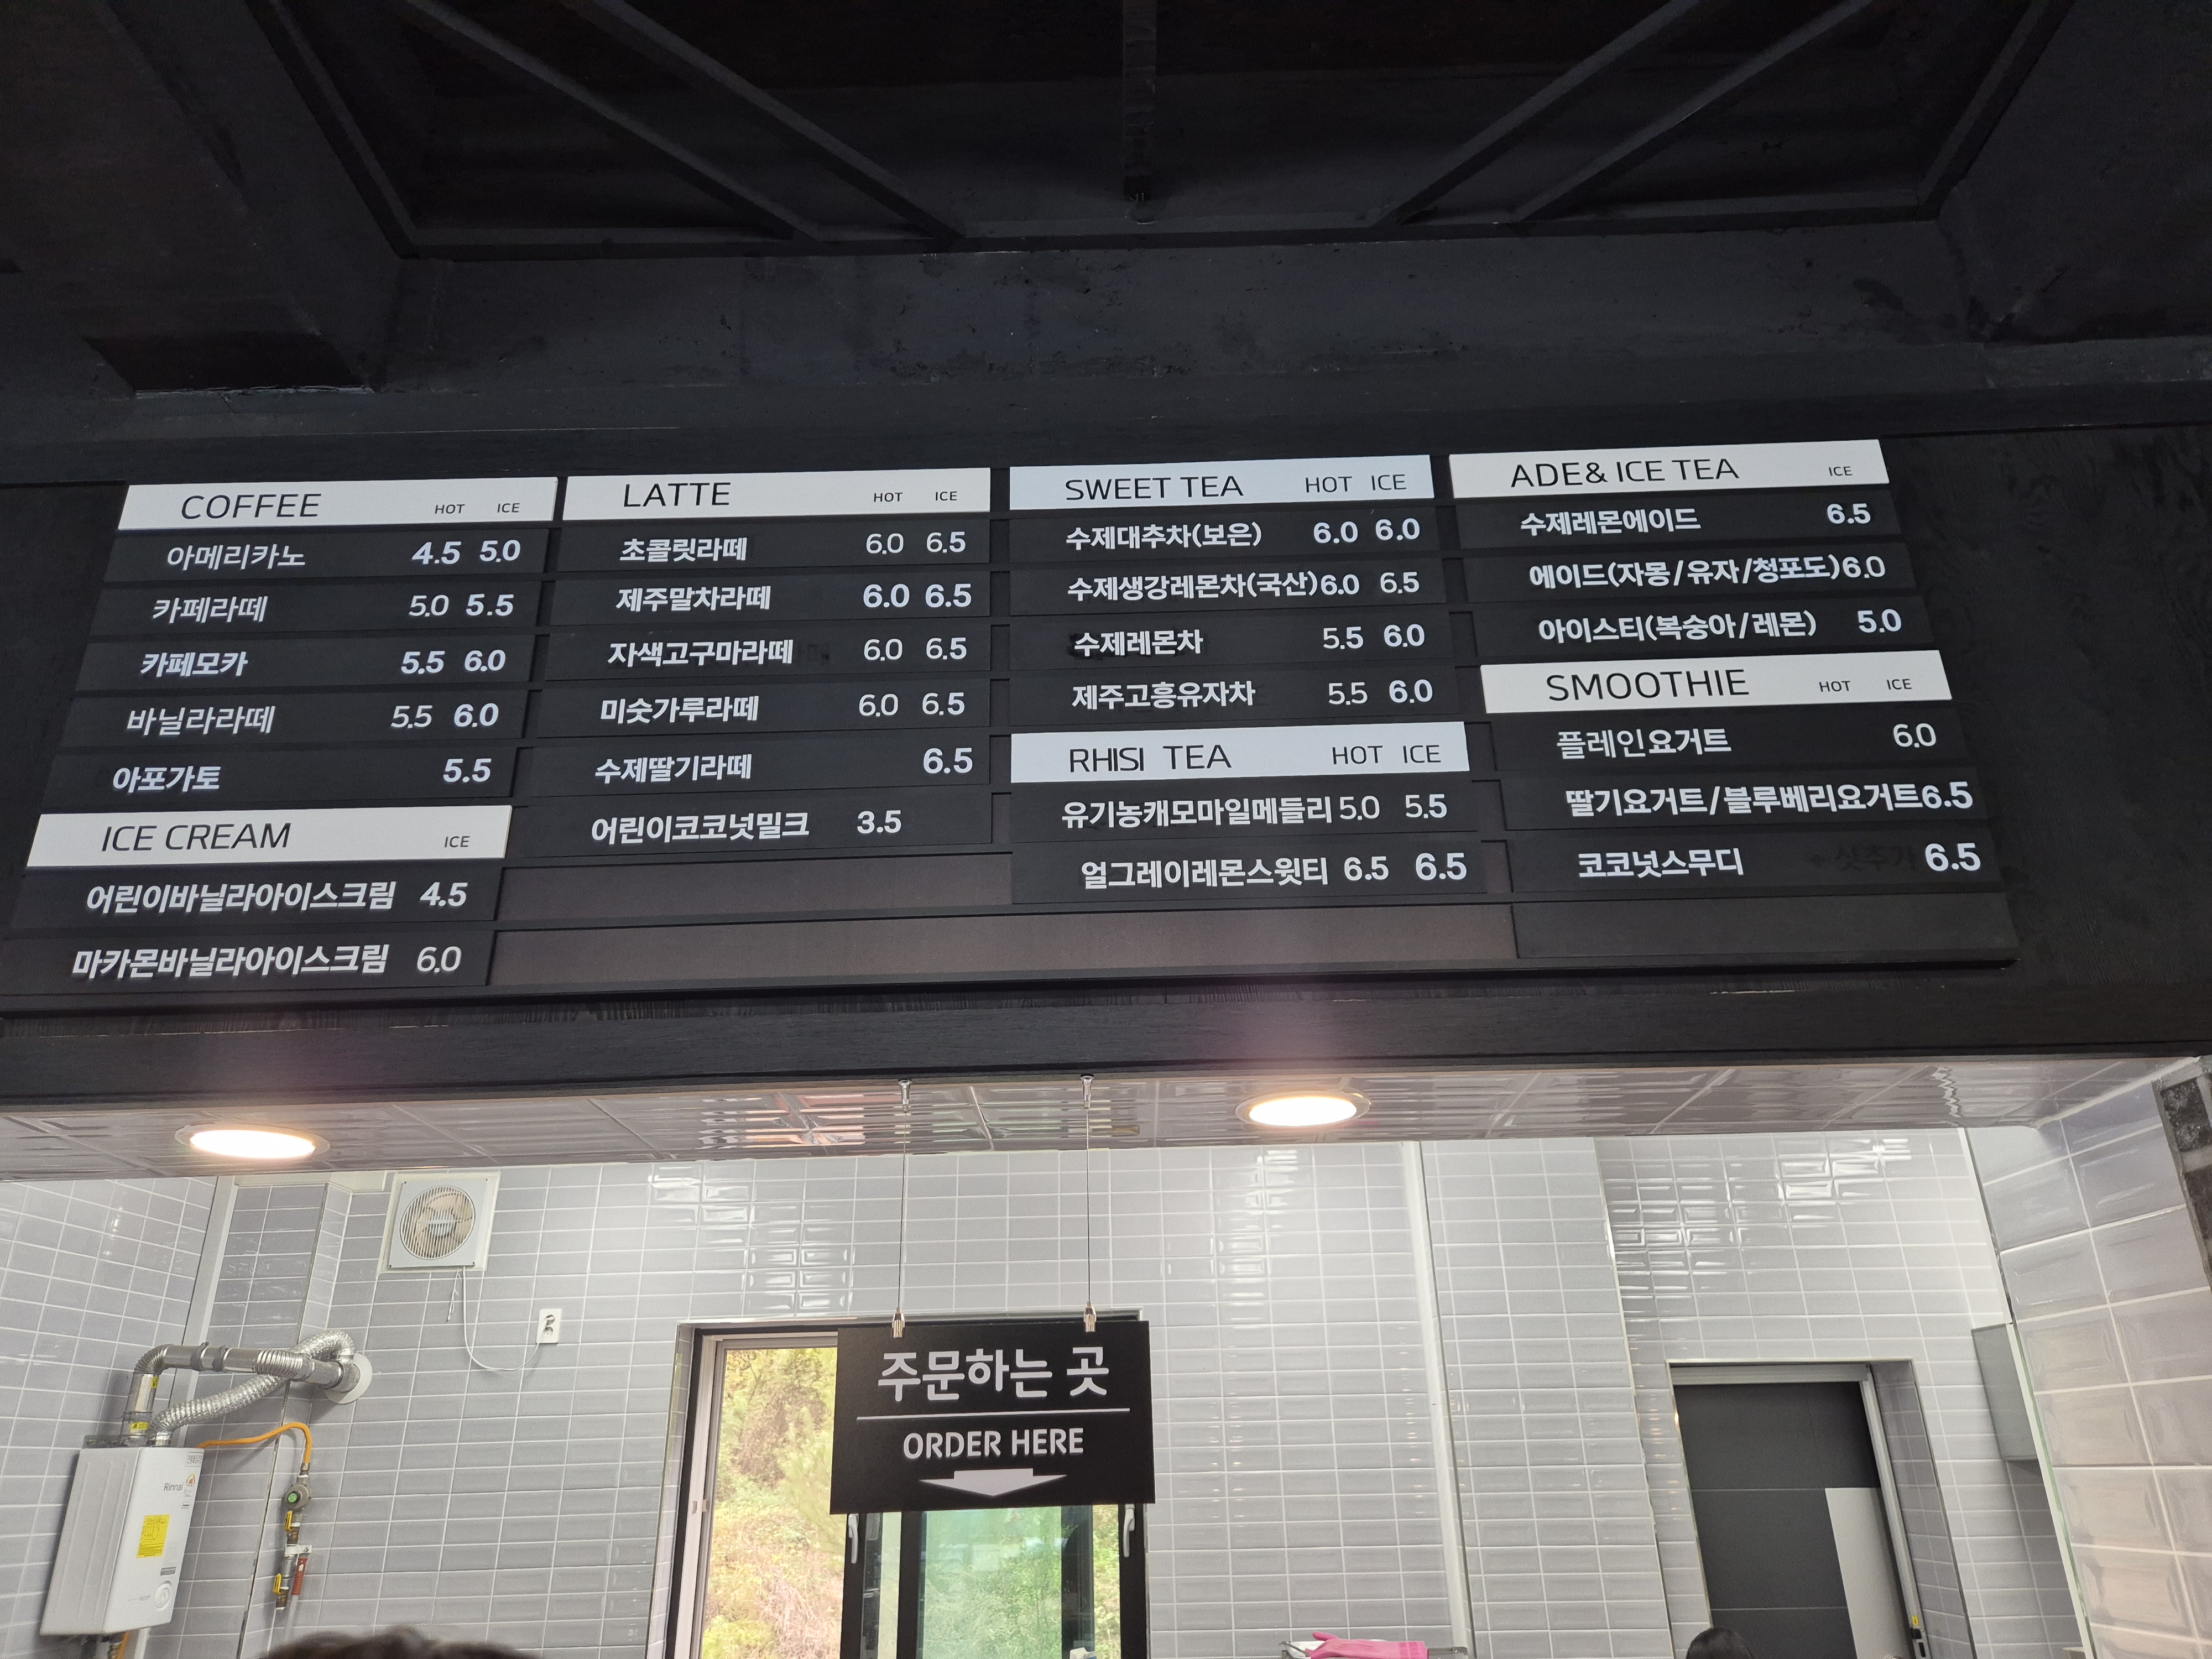 COFFEE HOT ICE
아메리카노 4.5 5.0
카페라떼 5.0 5.5
카페모카 5.5 6.0
바닐라라떼 5.5 6.0
아포가토 5.5
ICE CREAM ICE
어린이바닐라아이스크림 4.5
마카몬바닐라아이스크림 6.0
LATTE HOT ICE
초콜릿라떼 6.0 6.5
제주말차라떼 6.0 6.5
자색고구마라떼 6.0 6.5
미숫가루라떼 6.0 6.5
수제딸기라떼 6.5
어린이코코넛밀크 3.5
SWEET TEA HOT ICE
수제대추차(보은) 6.0 6.0
수제생강레몬차(국산) 6.0 6.5
수제레몬차 5.5 6.0
제주고흥유자차 5.5 6.0
RHISI TEA HOT ICE
유기농캐모마일메들리 5.0 5.5
얼그레이레몬스윗티 6.5 6.5
ADE& ICE TEA ICE
수제레몬에이드 6.5
에이드(자몽/유자/청포도) 6.0
아이스티(복숭아/레몬) 5.0
SMOOTHIE HOT ICE
플레인요거트 6.0
딸기요거트/블루베리요거트 6.5
코코넛스무디 6.5
주문하는 곳
ORDER HERE
Rinnai